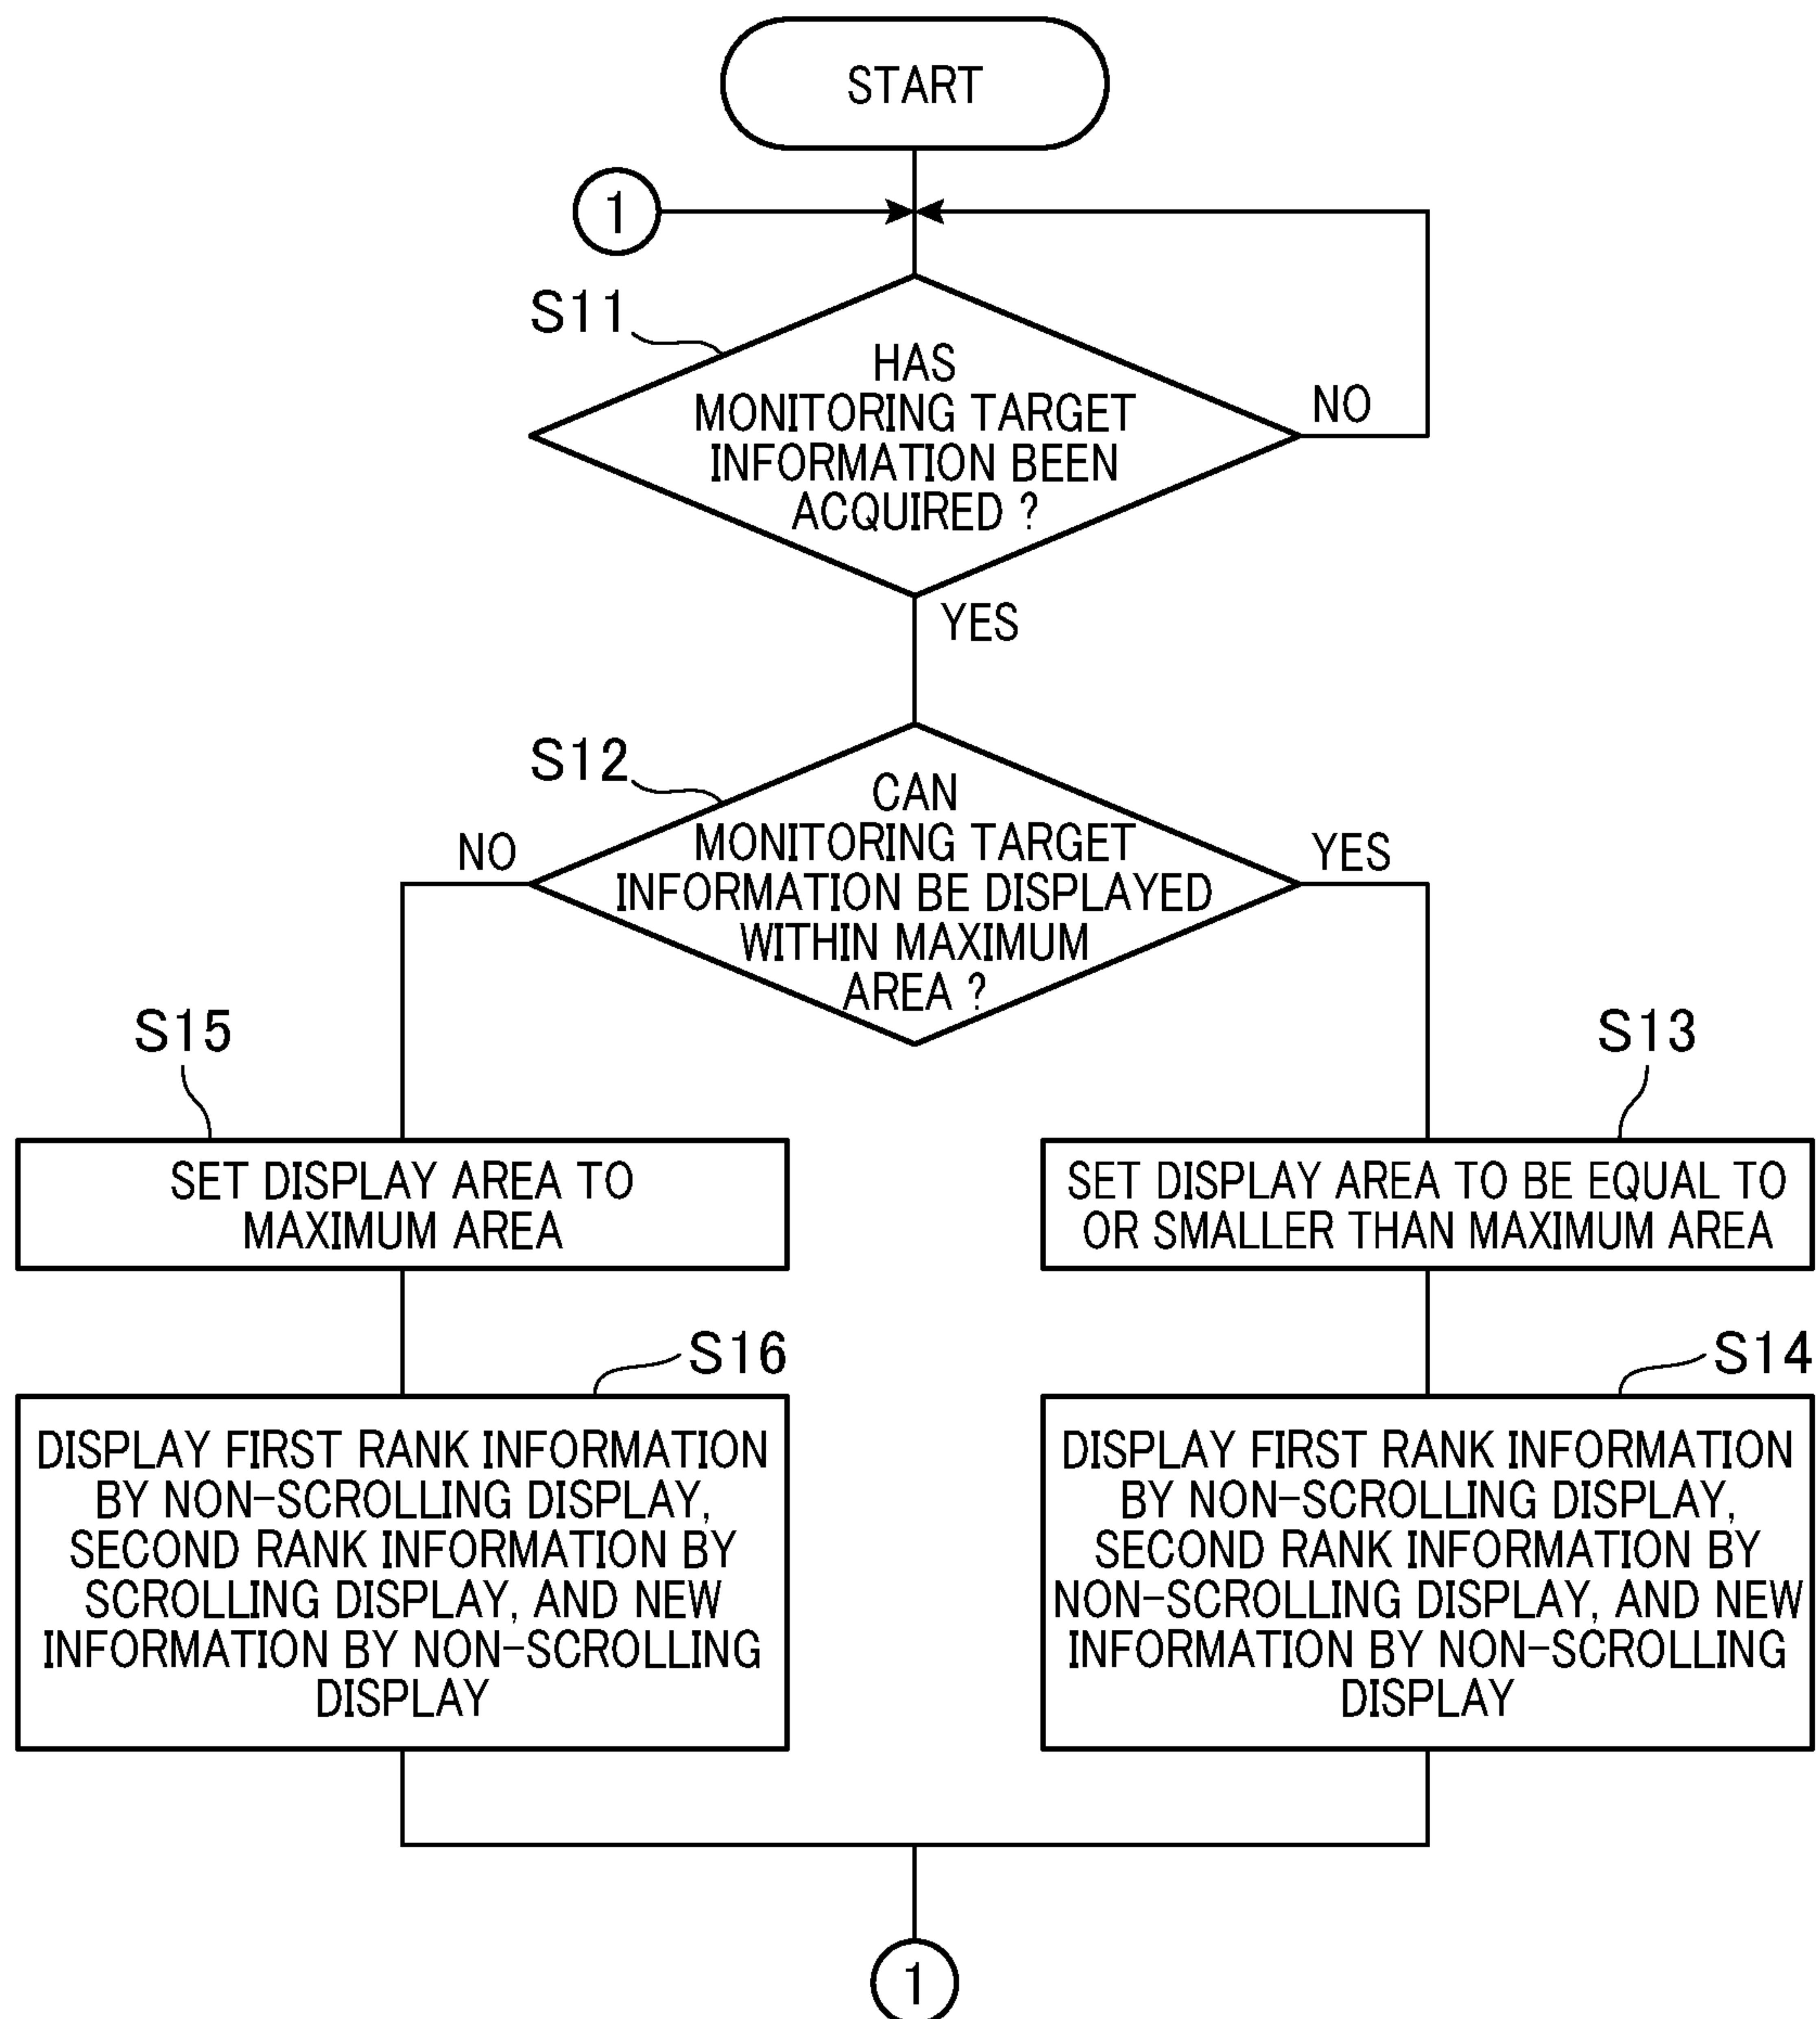 START
1
S11
HAS
MONITORING TARGET
INFORMATION BEEN
ACQUIRED ?
NO
YES
S12
CAN
MONITORING TARGET
INFORMATION BE DISPLAYED
WITHIN MAXIMUM
AREA ?
NO
YES
S15
SET DISPLAY AREA TO
MAXIMUM AREA
S13
SET DISPLAY AREA TO BE EQUAL TO
OR SMALLER THAN MAXIMUM AREA
S16
DISPLAY FIRST RANK INFORMATION
BY NON-SCROLLING DISPLAY,
SECOND RANK INFORMATION BY
SCROLLING DISPLAY, AND NEW
INFORMATION BY NON-SCROLLING
DISPLAY
S14
DISPLAY FIRST RANK INFORMATION
BY NON-SCROLLING DISPLAY,
SECOND RANK INFORMATION BY
NON-SCROLLING DISPLAY, AND NEW
INFORMATION BY NON-SCROLLING
DISPLAY
1